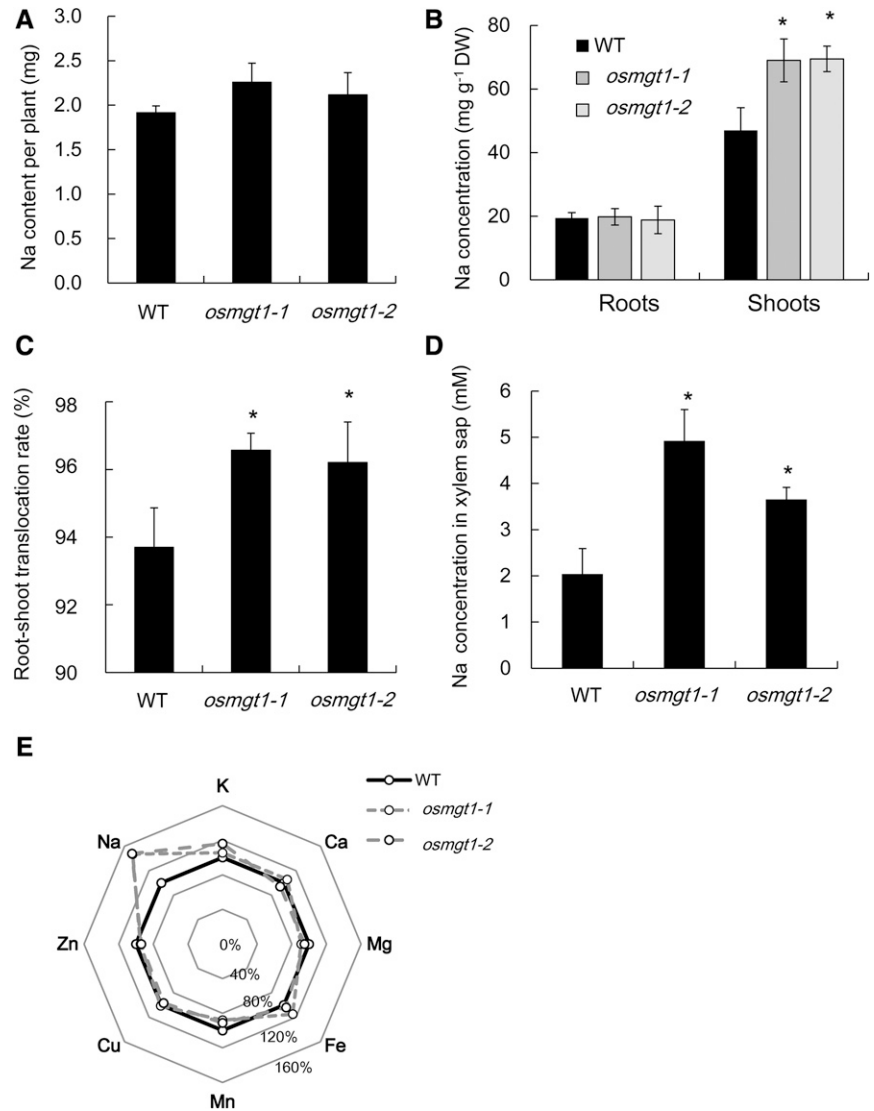 A
Na content per plant (mg)
3.0
2.5
2.0
1.5
1.0
0.5
0.0
WT
osmgt1-1
osmgt1-2
B
Na concentration (mg g-1 DW)
80
60
40
20
0
WT
osmgt1-1
osmgt1-2
* *
Roots
Shoots
C
Root-shoot translocation rate (%)
98
96
94
92
90
* *
WT
osmgt1-1
osmgt1-2
D
Na concentration in xylem sap (mM)
6
5
4
3
2
1
0
*
*
WT
osmgt1-1
osmgt1-2
E
K
Ca
Mg
Fe
Mn
Cu
Zn
Na
0%
40%
80%
120%
160%
WT
osmgt1-1
osmgt1-2